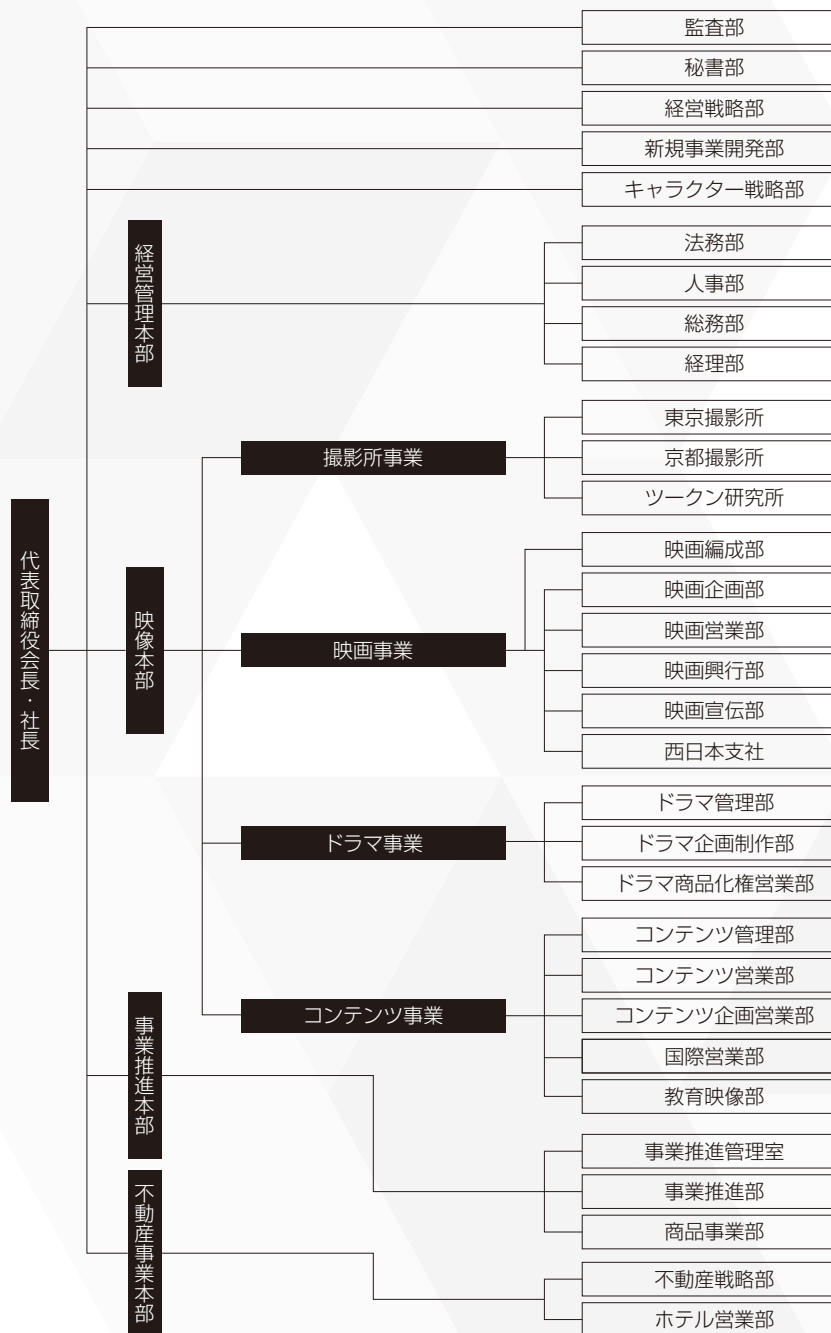 代表取締役会長・社長
監査部
秘書部
経営戦略部
新規事業開発部
キャラクター戦略部
経営管理本部
法務部
人事部
総務部
経理部
映像本部
撮影所事業
東京撮影所
京都撮影所
ツークン研究所
映画事業
映画編成部
映画企画部
映画営業部
映画興行部
映画宣伝部
西日本支社
ドラマ事業
ドラマ管理部
ドラマ企画制作部
ドラマ商品化権営業部
コンテンツ事業
コンテンツ管理部
コンテンツ営業部
コンテンツ企画営業部
国際営業部
教育映像部
事業推進本部
事業推進管理室
事業推進部
商品事業部
不動産事業本部
不動産戦略部
ホテル営業部